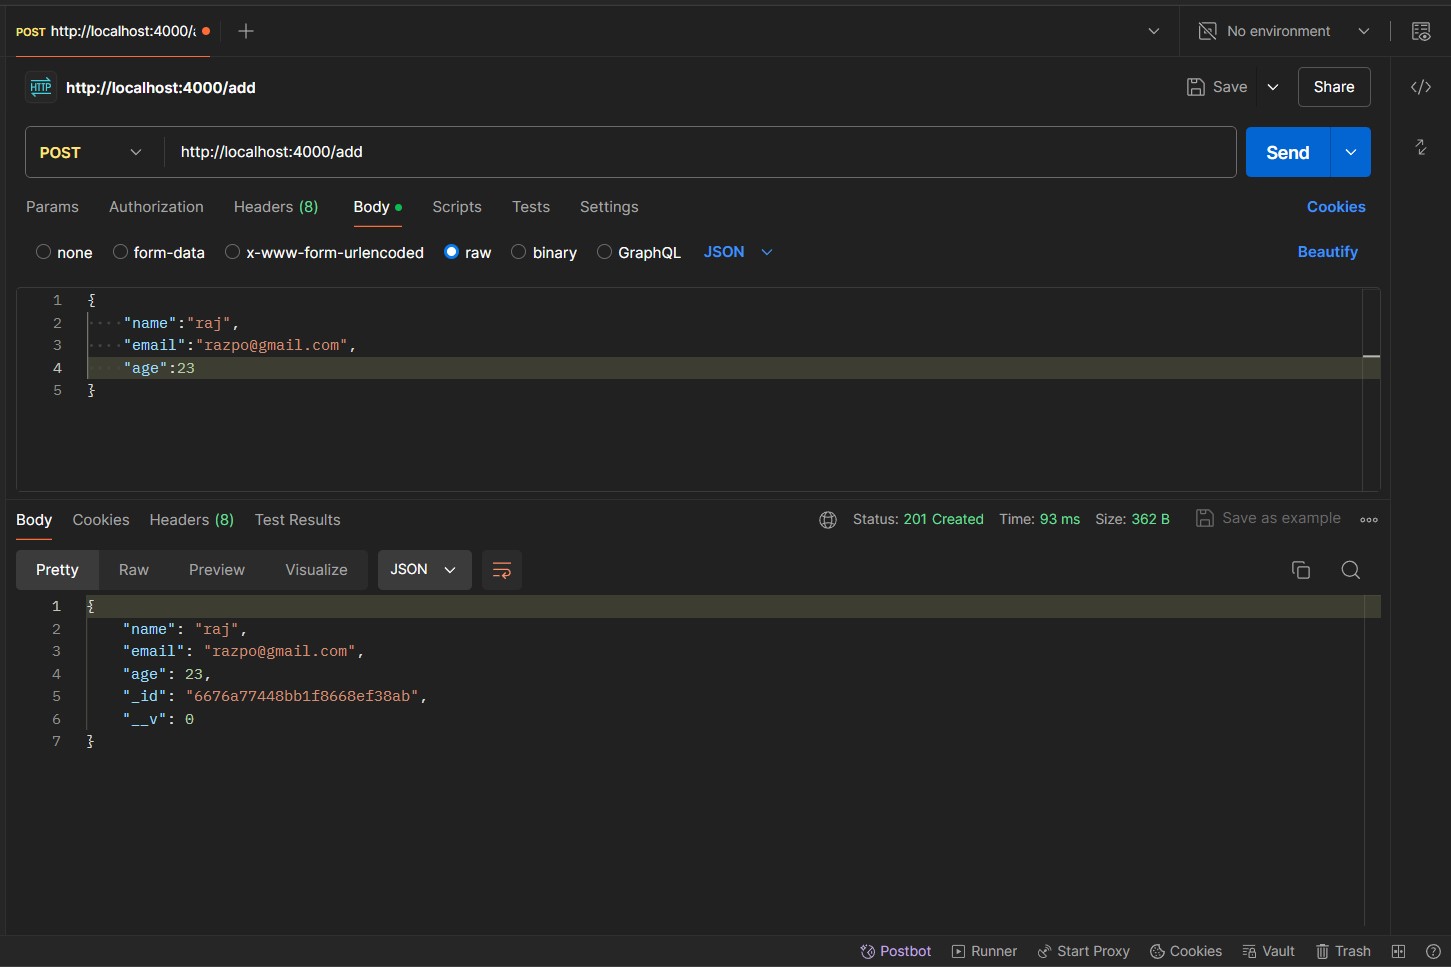 POST http://localhost:4000/a
No environment
HTTP http://localhost:4000/add
Save
Share
POST http://localhost:4000/add
Send
Params Authorization Headers (8) Body Scripts Tests Settings Cookies
none form-data x-www-form-urlencoded raw binary GraphQL JSON Beautify
1 {
2 "name":"raj",
3 "email":"razpo@gmail.com",
4 "age":23
5 }
Body Cookies Headers (8) Test Results Status: 201 Created Time: 93 ms Size: 362 B Save as example
Pretty Raw Preview Visualize JSON
1 {
2 "name": "raj",
3 "email": "razpo@gmail.com",
4 "age": 23,
5 "_id": "6676a77448bb1f8668ef38ab",
6 "__v": 0
7 }
Postbot Runner Start Proxy Cookies Vault Trash